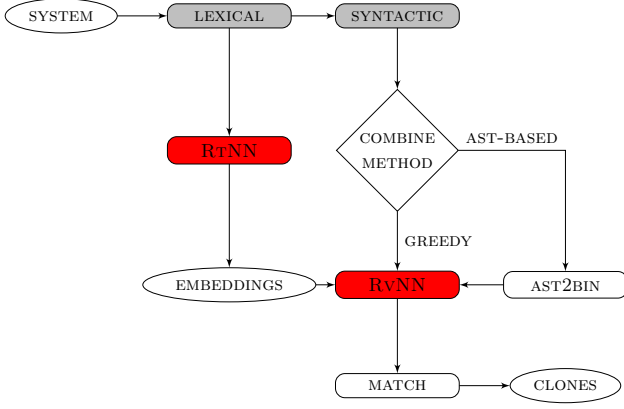 SYSTEM
LEXICAL
SYNTACTIC
COMBINE
METHOD
AST-BASED
RTNN
GREEDY
EMBEDDINGS
RVNN
AST2BIN
MATCH
CLONES